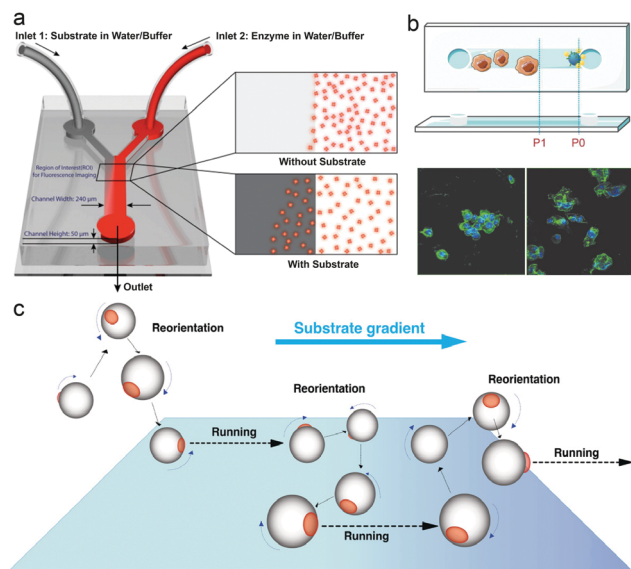 a
Inlet 1: Substrate in Water/Buffer
Inlet 2: Enzyme in Water/Buffer
Region of Interest(ROI)
for Fluorescence Imaging
Channel Width: 240 μm
Channel Height: 50 μm
Outlet
Without Substrate
With Substrate
b
P1
P0
c
Reorientation
Substrate gradient
Reorientation
Reorientation
Running
Running
Running